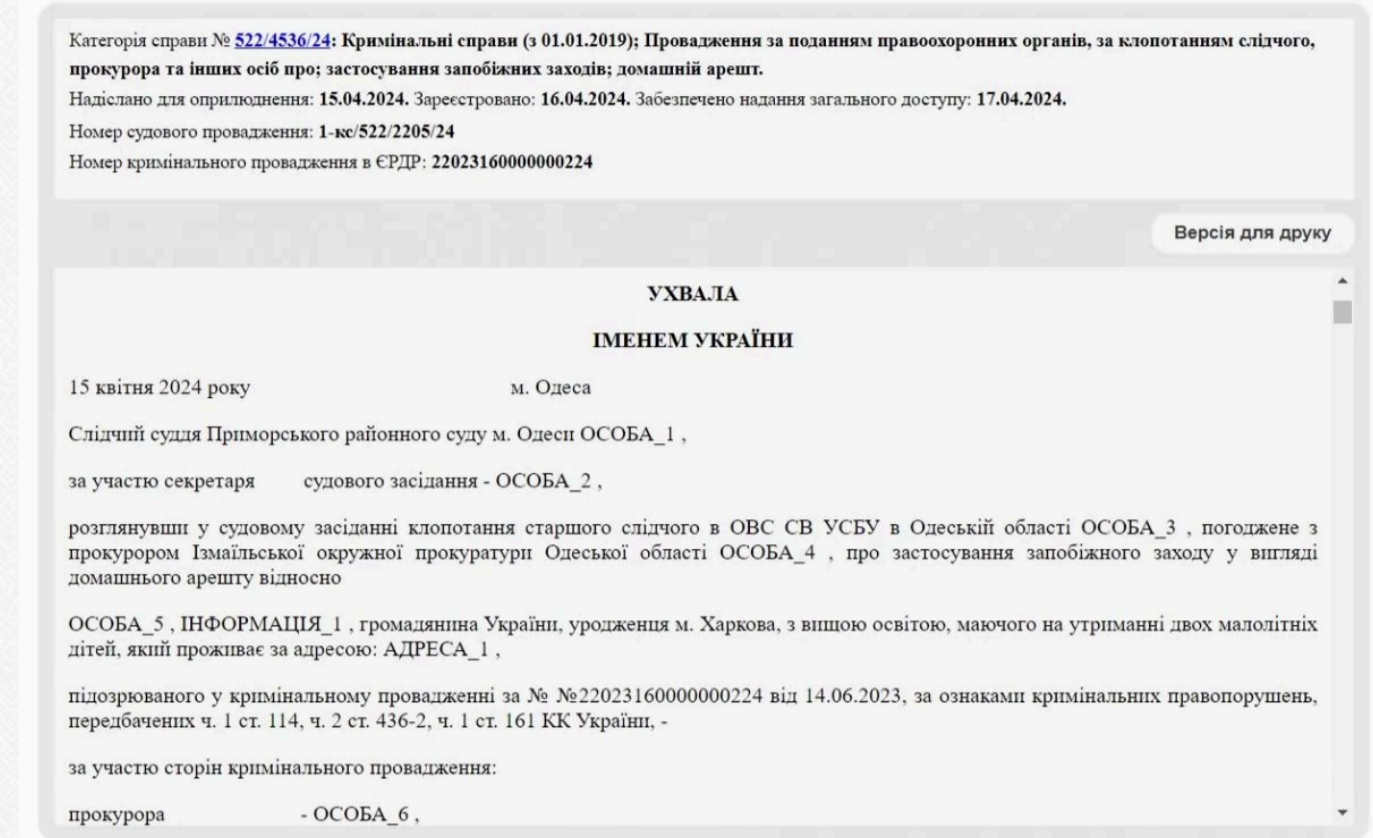 Категорія справи № 522/4536/24: Кримінальні справи (з 01.01.2019); Провадження за поданням правоохоронних органів, за клопотанням слідчого,
прокурора та інших осіб про; застосування запобіжних заходів; домашній арешт.
Надіслано для оприлюднення: 15.04.2024. Зареєстровано: 16.04.2024. Забезпечено надання загального доступу: 17.04.2024.
Номер судового провадження: 1-кс/522/2205/24
Номер кримінального провадження в ЄРДР: 22023160000000224
Версія для друку
УХВАЛА
ІМЕНЕМ УКРАЇНИ
15 квітня 2024 року м. Одеса
Слідчий суддя Приморського районного суду м. Одеси ОСОБА_1 ,
за участю секретаря судового засідання - ОСОБА_2 ,
розглянувши у судовому засіданні клопотання старшого слідчого в ОВС СВ УСБУ в Одеській області ОСОБА_3 , погоджене з
прокурором Ізмаїльської окружної прокуратури Одеської області ОСОБА_4 , про застосування запобіжного заходу у вигляді
домашнього арешту відносно
ОСОБА_5 , ІНФОРМАЦІЯ_1 , громадянина України, уродженця м. Харкова, з вищою освітою, маючого на утриманні двох малолітніх
дітей, який проживає за адресою: АДРЕСА_1 ,
підозрюваного у кримінальному провадженні за № №22023160000000224 від 14.06.2023, за ознаками кримінальних правопорушень,
передбачених ч. 1 ст. 114, ч. 2 ст. 436-2, ч. 1 ст. 161 КК України, -
за участю сторін кримінального провадження:
прокурора - ОСОБА_6 ,